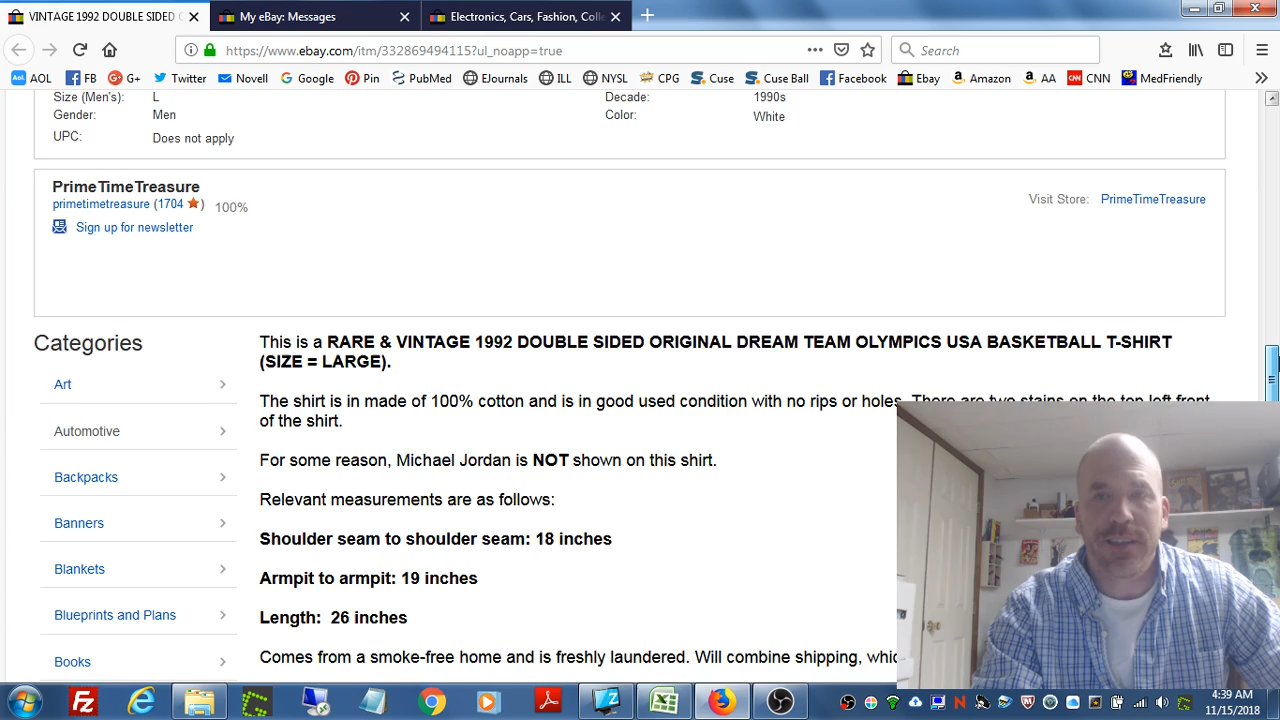 VINTAGE 1992 DOUBLE SIDED O
My eBay: Messages
Electronics, Cars, Fashion, Colle
https://www.ebay.com/itm/332869494115?ul_noapp=true
Search
AOL FB G+ Twitter Novell Google Pin PubMed EJournals ILL NYSL CPG Cuse Cuse Ball Facebook Ebay Amazon AA CNN MedFriendly
Size (Men's): L Decade: 1990s
Gender: Men Color: White
UPC: Does not apply
PrimeTimeTreasure
primetimetreasure (1704 ) 100% Visit Store: PrimeTimeTreasure
Sign up for newsletter
Categories
Art
Automotive
Backpacks
Banners
Blankets
Blueprints and Plans
Books
This is a RARE & VINTAGE 1992 DOUBLE SIDED ORIGINAL DREAM TEAM OLYMPICS USA BASKETBALL T-SHIRT
(SIZE = LARGE).
The shirt is in made of 100% cotton and is in good used condition with no rips or holes. There are two stains on the top left front
of the shirt.
For some reason, Michael Jordan is NOT shown on this shirt.
Relevant measurements are as follows:
Shoulder seam to shoulder seam: 18 inches
Armpit to armpit: 19 inches
Length: 26 inches
Comes from a smoke-free home and is freshly laundered. Will combine shipping,
4:39 AM
11/15/2018